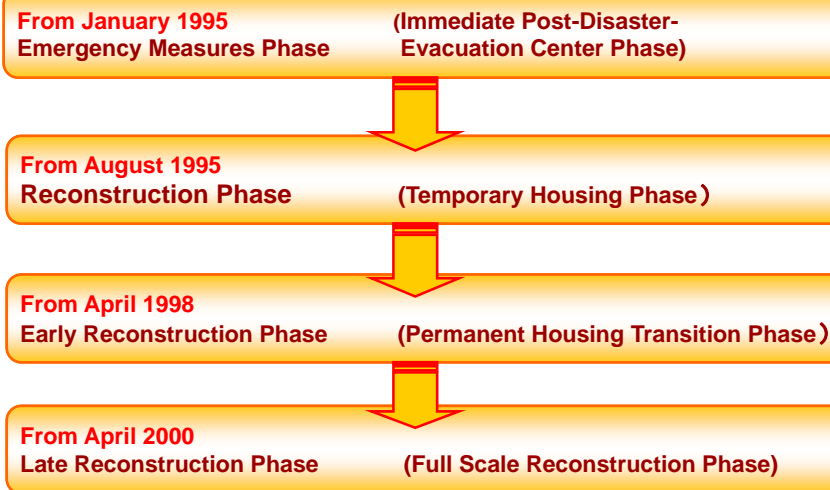 From January 1995 (Immediate Post-Disaster-
Emergency Measures Phase Evacuation Center Phase)
From August 1995
Reconstruction Phase (Temporary Housing Phase）
From April 1998
Early Reconstruction Phase (Permanent Housing Transition Phase）
From April 2000
Late Reconstruction Phase (Full Scale Reconstruction Phase)